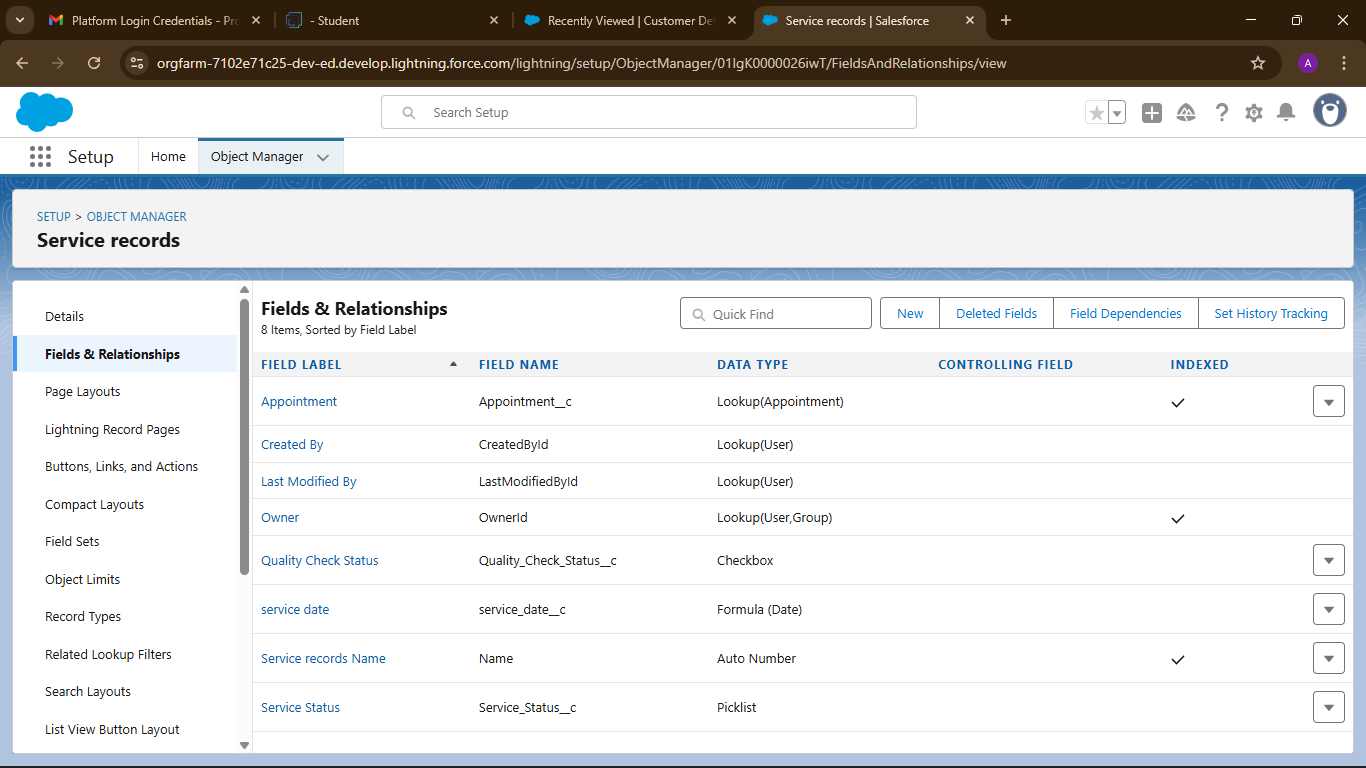 Platform Login Credentials - Pro
- Student
Recently Viewed | Customer De
Service records | Salesforce
orgfarm-7102e71c25-dev-ed.develop.lightning.force.com/lightning/setup/ObjectManager/01IgK0000026iwT/FieldsAndRelationships/view
A
Search Setup
Setup
Home
Object Manager
SETUP > OBJECT MANAGER
Service records
Details
Fields & Relationships
Page Layouts
Lightning Record Pages
Buttons, Links, and Actions
Compact Layouts
Field Sets
Object Limits
Record Types
Related Lookup Filters
Search Layouts
List View Button Layout
Fields & Relationships
8 Items, Sorted by Field Label
Quick Find
New
Deleted Fields
Field Dependencies
Set History Tracking
FIELD LABEL FIELD NAME DATA TYPE CONTROLLING FIELD INDEXED
Appointment Appointment__c Lookup(Appointment)
Created By CreatedById Lookup(User)
Last Modified By LastModifiedById Lookup(User)
Owner OwnerId Lookup(User,Group)
Quality Check Status Quality_Check_Status__c Checkbox
service date service_date__c Formula (Date)
Service records Name Name Auto Number
Service Status Service_Status__c Picklist